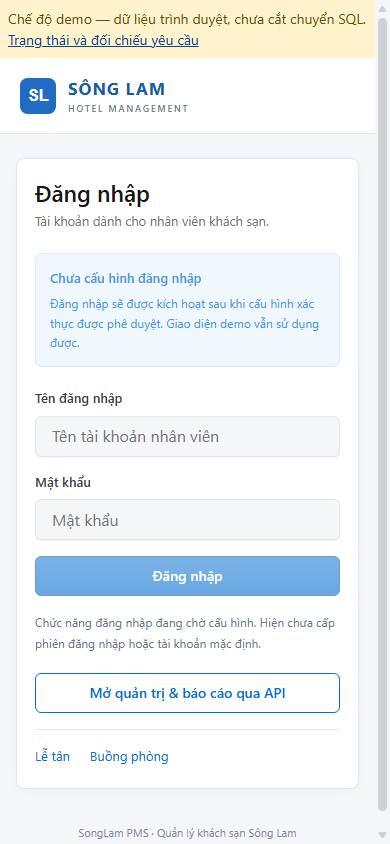 Chế độ demo — dữ liệu trình duyệt, chưa cắt chuyển SQL.
Trạng thái và đối chiếu yêu cầu
SL
SÔNG LAM
HOTEL MANAGEMENT
Đăng nhập
Tài khoản dành cho nhân viên khách sạn.
Chưa cấu hình đăng nhập
Đăng nhập sẽ được kích hoạt sau khi cấu hình xác
thực được phê duyệt. Giao diện demo vẫn sử dụng
được.
Tên đăng nhập
Tên tài khoản nhân viên
Mật khẩu
Mật khẩu
Đăng nhập
Chức năng đăng nhập đang chờ cấu hình. Hiện chưa cấp
phiên đăng nhập hoặc tài khoản mặc định.
Mở quản trị & báo cáo qua API
Lễ tân Buồng phòng
SongLam PMS · Quản lý khách sạn Sông Lam